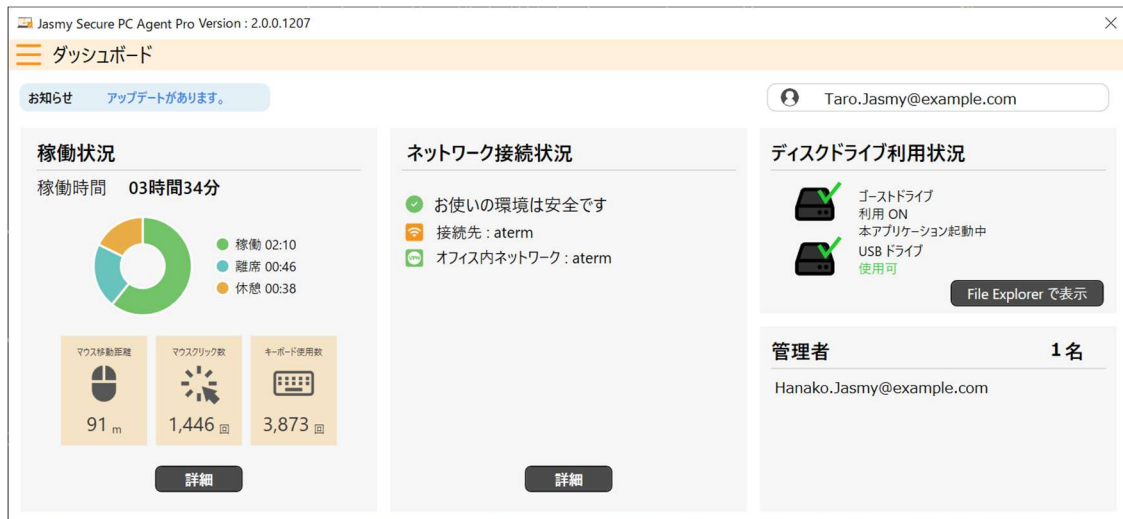 Jasmy Secure PC Agent Pro Version : 2.0.0.1207
ダッシュボード
お知らせ アップデートがあります。
Taro.Jasmy@example.com
稼働状況
稼働時間 03時間34分
稼働 02:10
離席 00:46
休憩 00:38
マウス移動距離
91 m
マウスクリック数
1,446 回
キーボード使用数
3,873 回
詳細
ネットワーク接続状況
お使いの環境は安全です
接続先 : aterm
VPN
オフィス内ネットワーク : aterm
詳細
ディスクドライブ利用状況
ゴーストドライブ
利用 ON
本アプリケーション起動中
USB ドライブ
使用可
File Explorer で表示
管理者 1名
Hanako.Jasmy@example.com